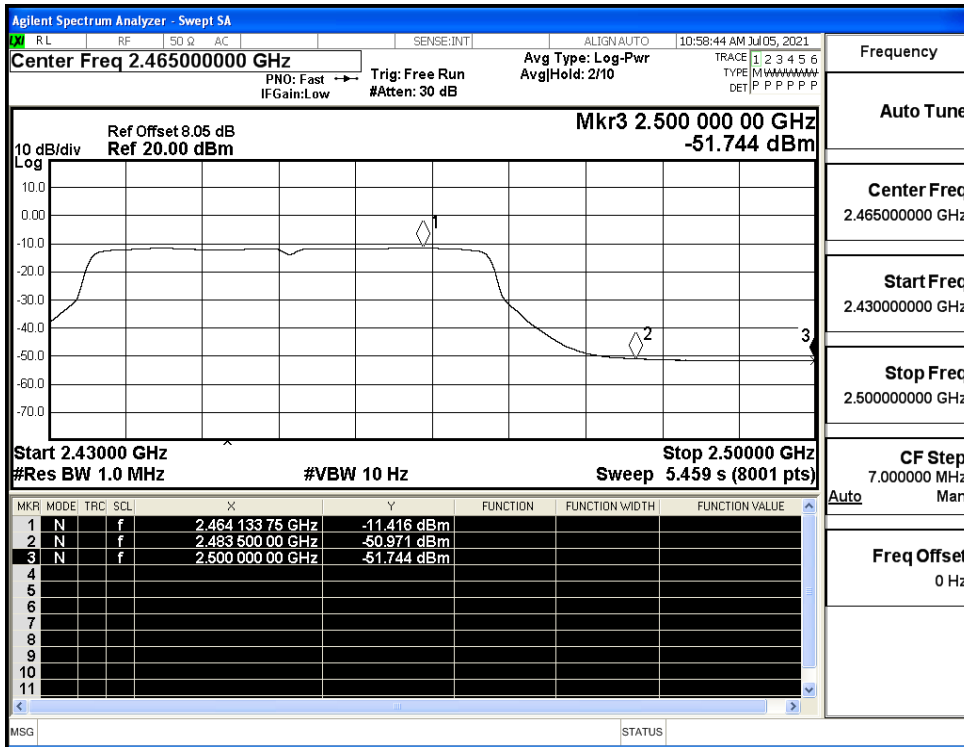 Agilent Spectrum Analyzer - Swept SA
LXI RL RF 50 Ω AC SENSE:INT ALIGN AUTO 10:58:44 AM Jul 05, 2021
Center Freq 2.465000000 GHz
PNO: Fast
IFGain:Low
Trig: Free Run
#Atten: 30 dB
Avg Type: Log-Pwr
Avg|Hold: 2/10
TRACE 1 2 3 4 5 6
TYPE M W W W W W
DET P P P P P P
Ref Offset 8.05 dB
10 dB/div Ref 20.00 dBm
Log
Mkr3 2.500 000 00 GHz
-51.744 dBm
10.0
0.00
-10.0
-20.0
-30.0
-40.0
-50.0
-60.0
-70.0
1
2
3
Start 2.43000 GHz Stop 2.50000 GHz
#Res BW 1.0 MHz #VBW 10 Hz Sweep 5.459 s (8001 pts)
MKR MODE TRC SCL X Y FUNCTION FUNCTION WIDTH FUNCTION VALUE
1 N f 2.464 133 75 GHz -11.416 dBm
2 N f 2.483 500 00 GHz -50.971 dBm
3 N f 2.500 000 00 GHz -51.744 dBm
4
5
6
7
8
9
10
11
MSG STATUS
Frequency
Auto Tune
Center Freq
2.465000000 GHz
Start Freq
2.430000000 GHz
Stop Freq
2.500000000 GHz
CF Step
7.000000 MHz
Auto Man
Freq Offset
0 Hz